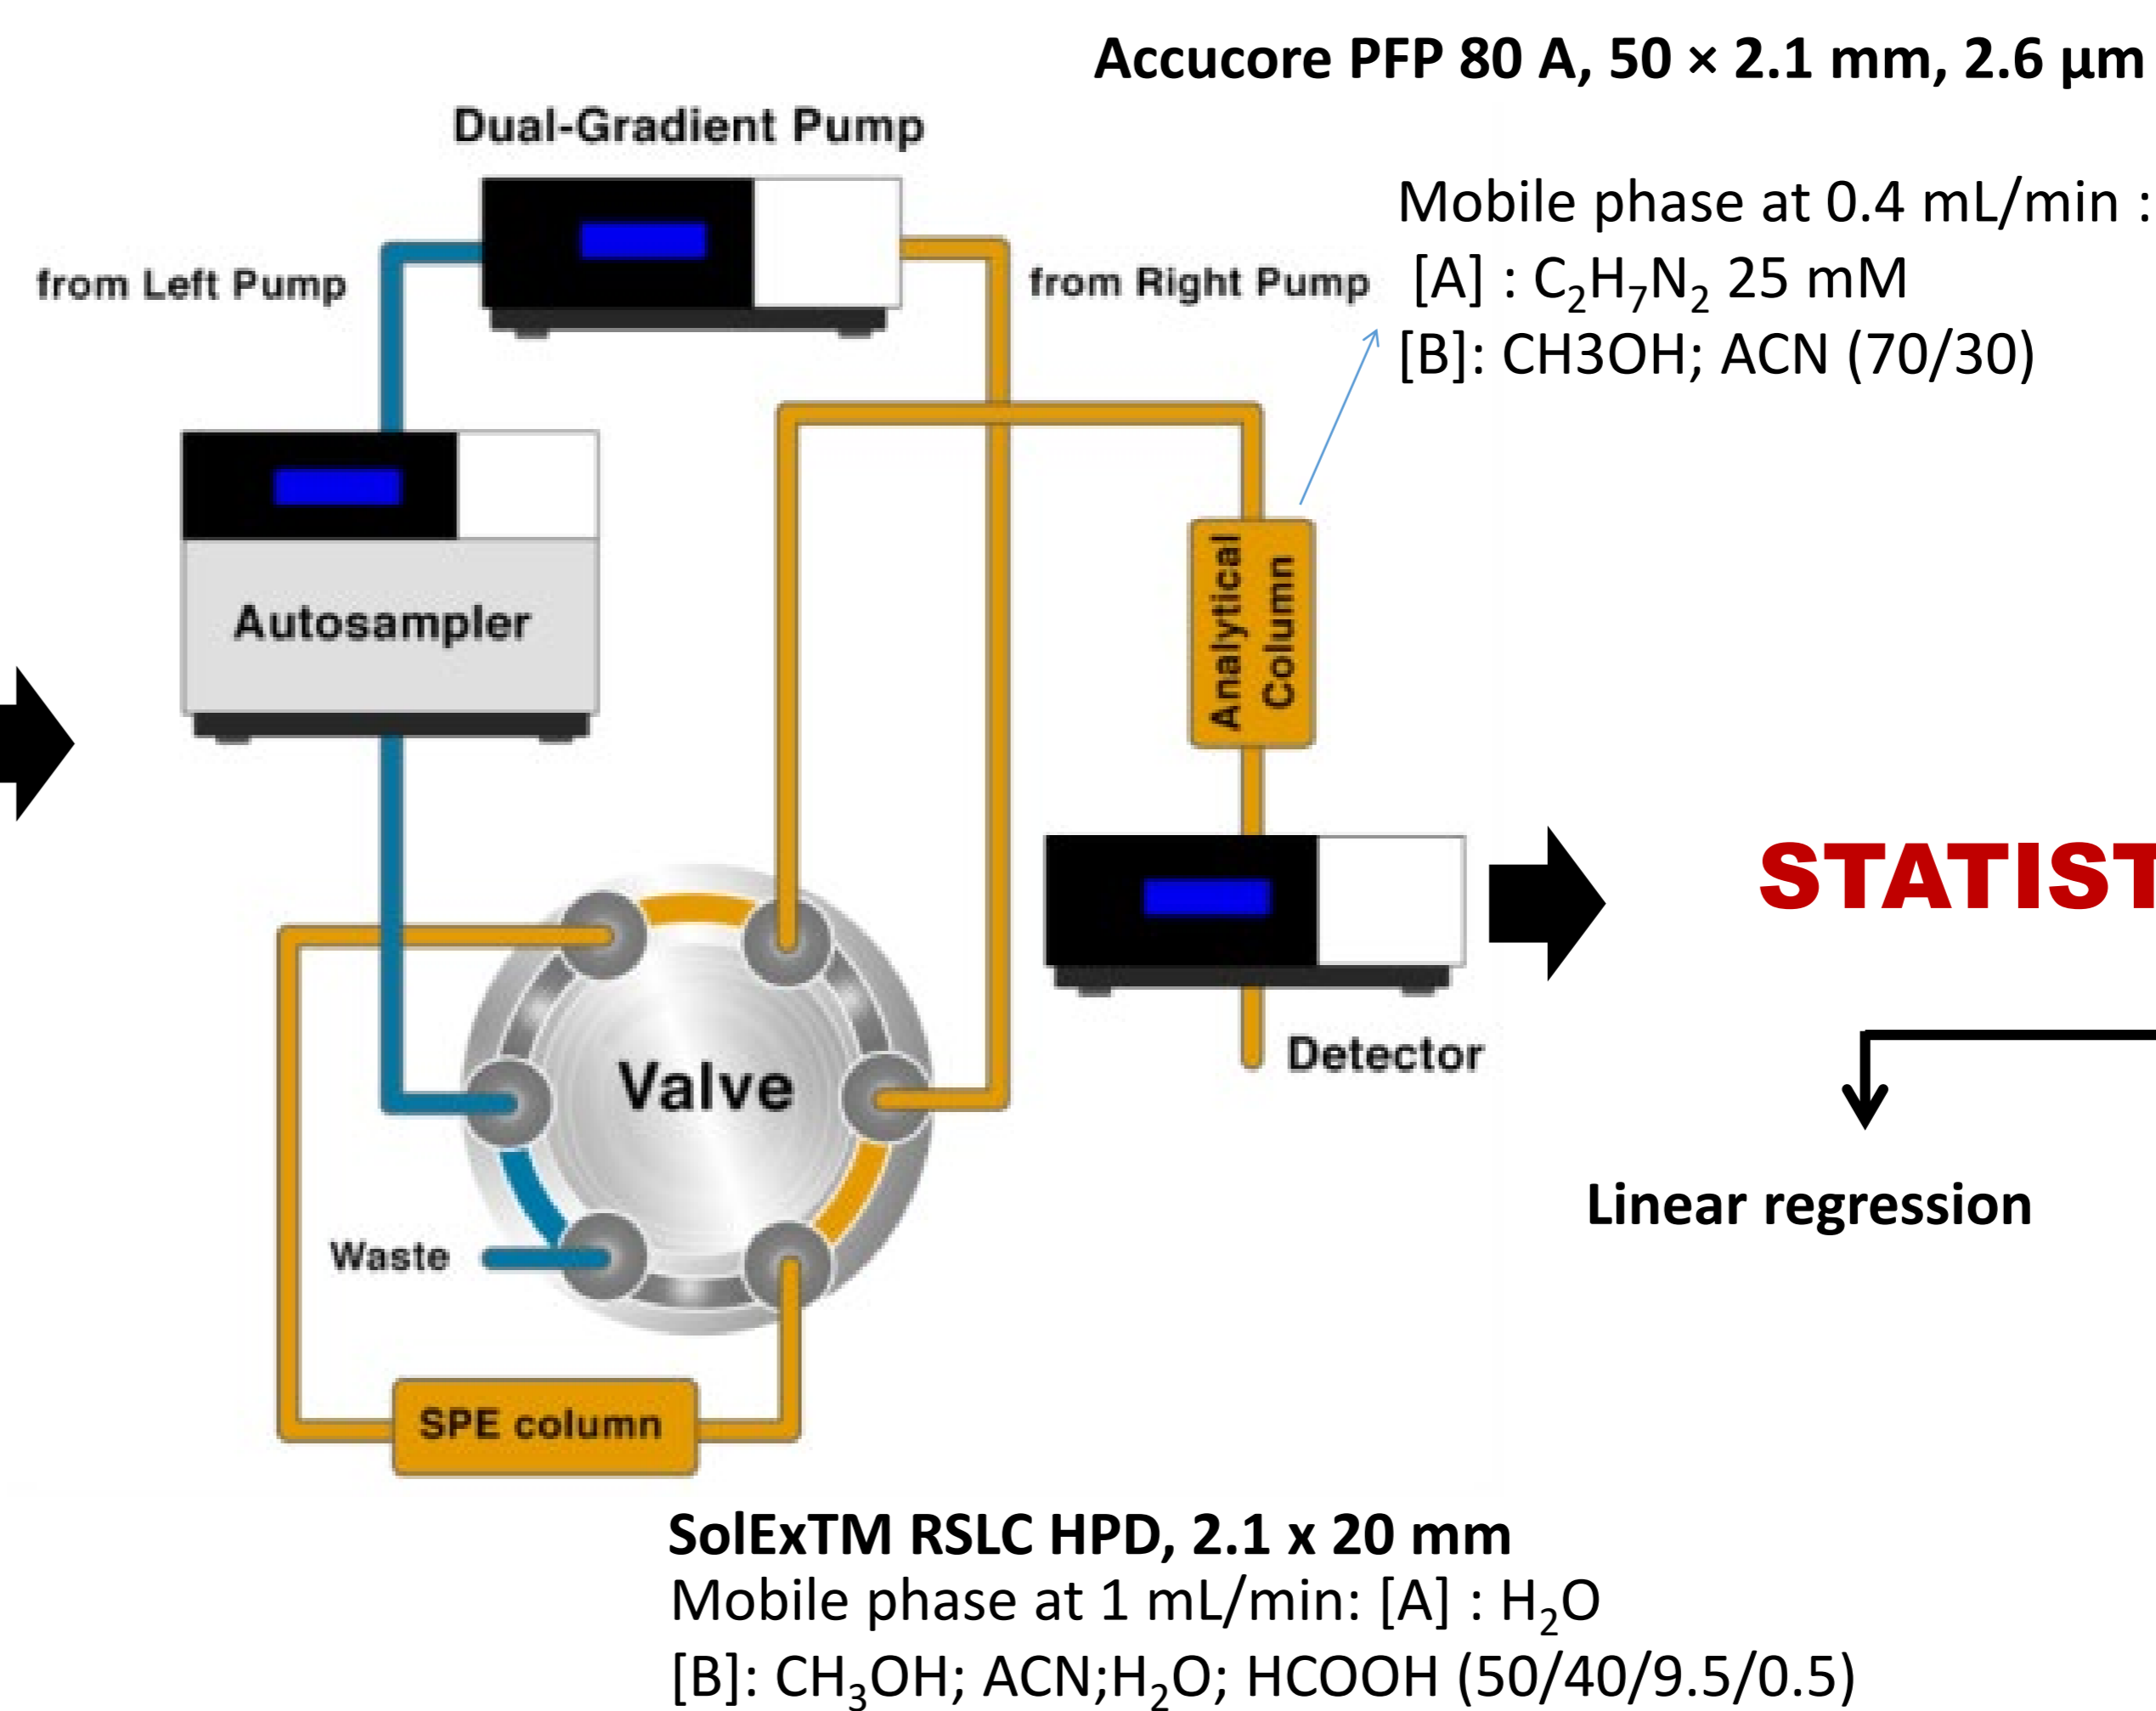 Accucore PFP 80 A, 50 × 2.1 mm, 2.6 µm
Dual-Gradient Pump
Mobile phase at 0.4 mL/min :
from Left Pump
from Right Pump
[A] : C₂H₇N₂ 25 mM
[B]: CH3OH; ACN (70/30)
Autosampler
Analytical
Column
STATIST
Detector
Valve
Linear regression
Waste
SPE column
SolExTM RSLC HPD, 2.1 x 20 mm
Mobile phase at 1 mL/min: [A] : H₂O
[B]: CH₃OH; ACN;H₂O; HCOOH (50/40/9.5/0.5)